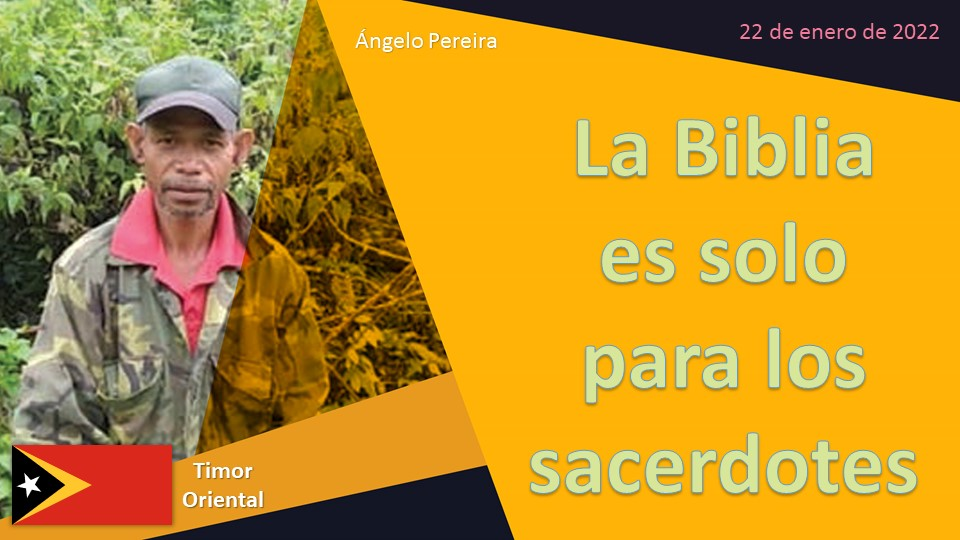 Ángelo Pereira
22 de enero de 2022
La Biblia
es solo
para los
sacerdotes
Timor
Oriental